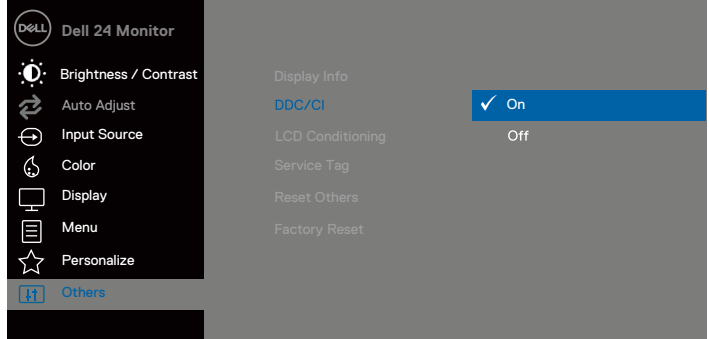 DELL
Dell 24 Monitor
Brightness / Contrast
Auto Adjust
Input Source
Color
Display
Menu
Personalize
Others
Display Info
DDC/CI
LCD Conditioning
Service Tag
Reset Others
Factory Reset
On
Off